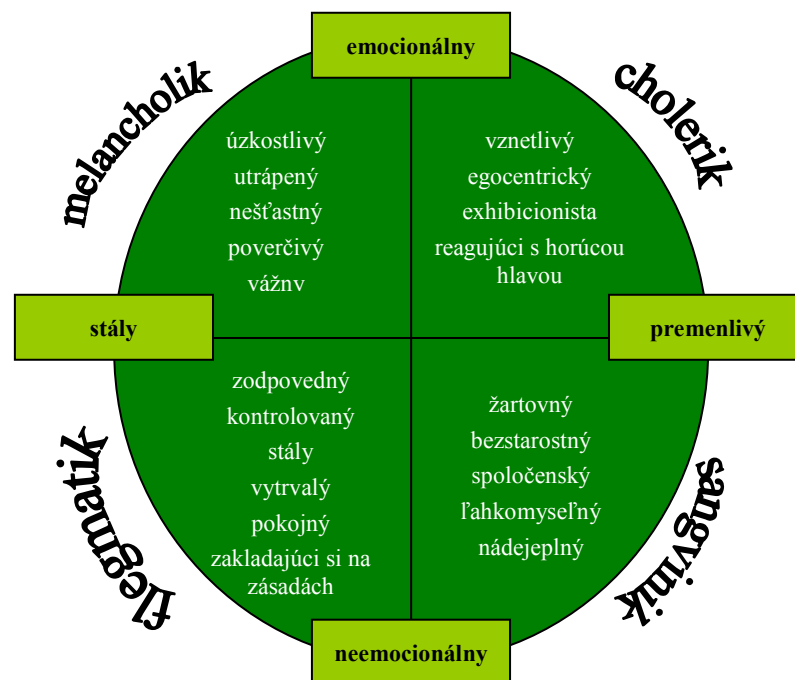 emocionálny
melancholik
cholerik
úzkostlivý
utrápený
nešťastný
poverčivý
vážnv
vznetlivý
egocentrický
exhibicionista
reagujúci s horúcou
hlavou
stály
premenlivý
zodpovedný
kontrolovaný
stály
vytrvalý
pokojný
zakladajúci si na
zásadách
žartovný
bezstarostný
spoločenský
ľahkomyseľný
nádejeplný
flegmatik
sangvinik
neemocionálny